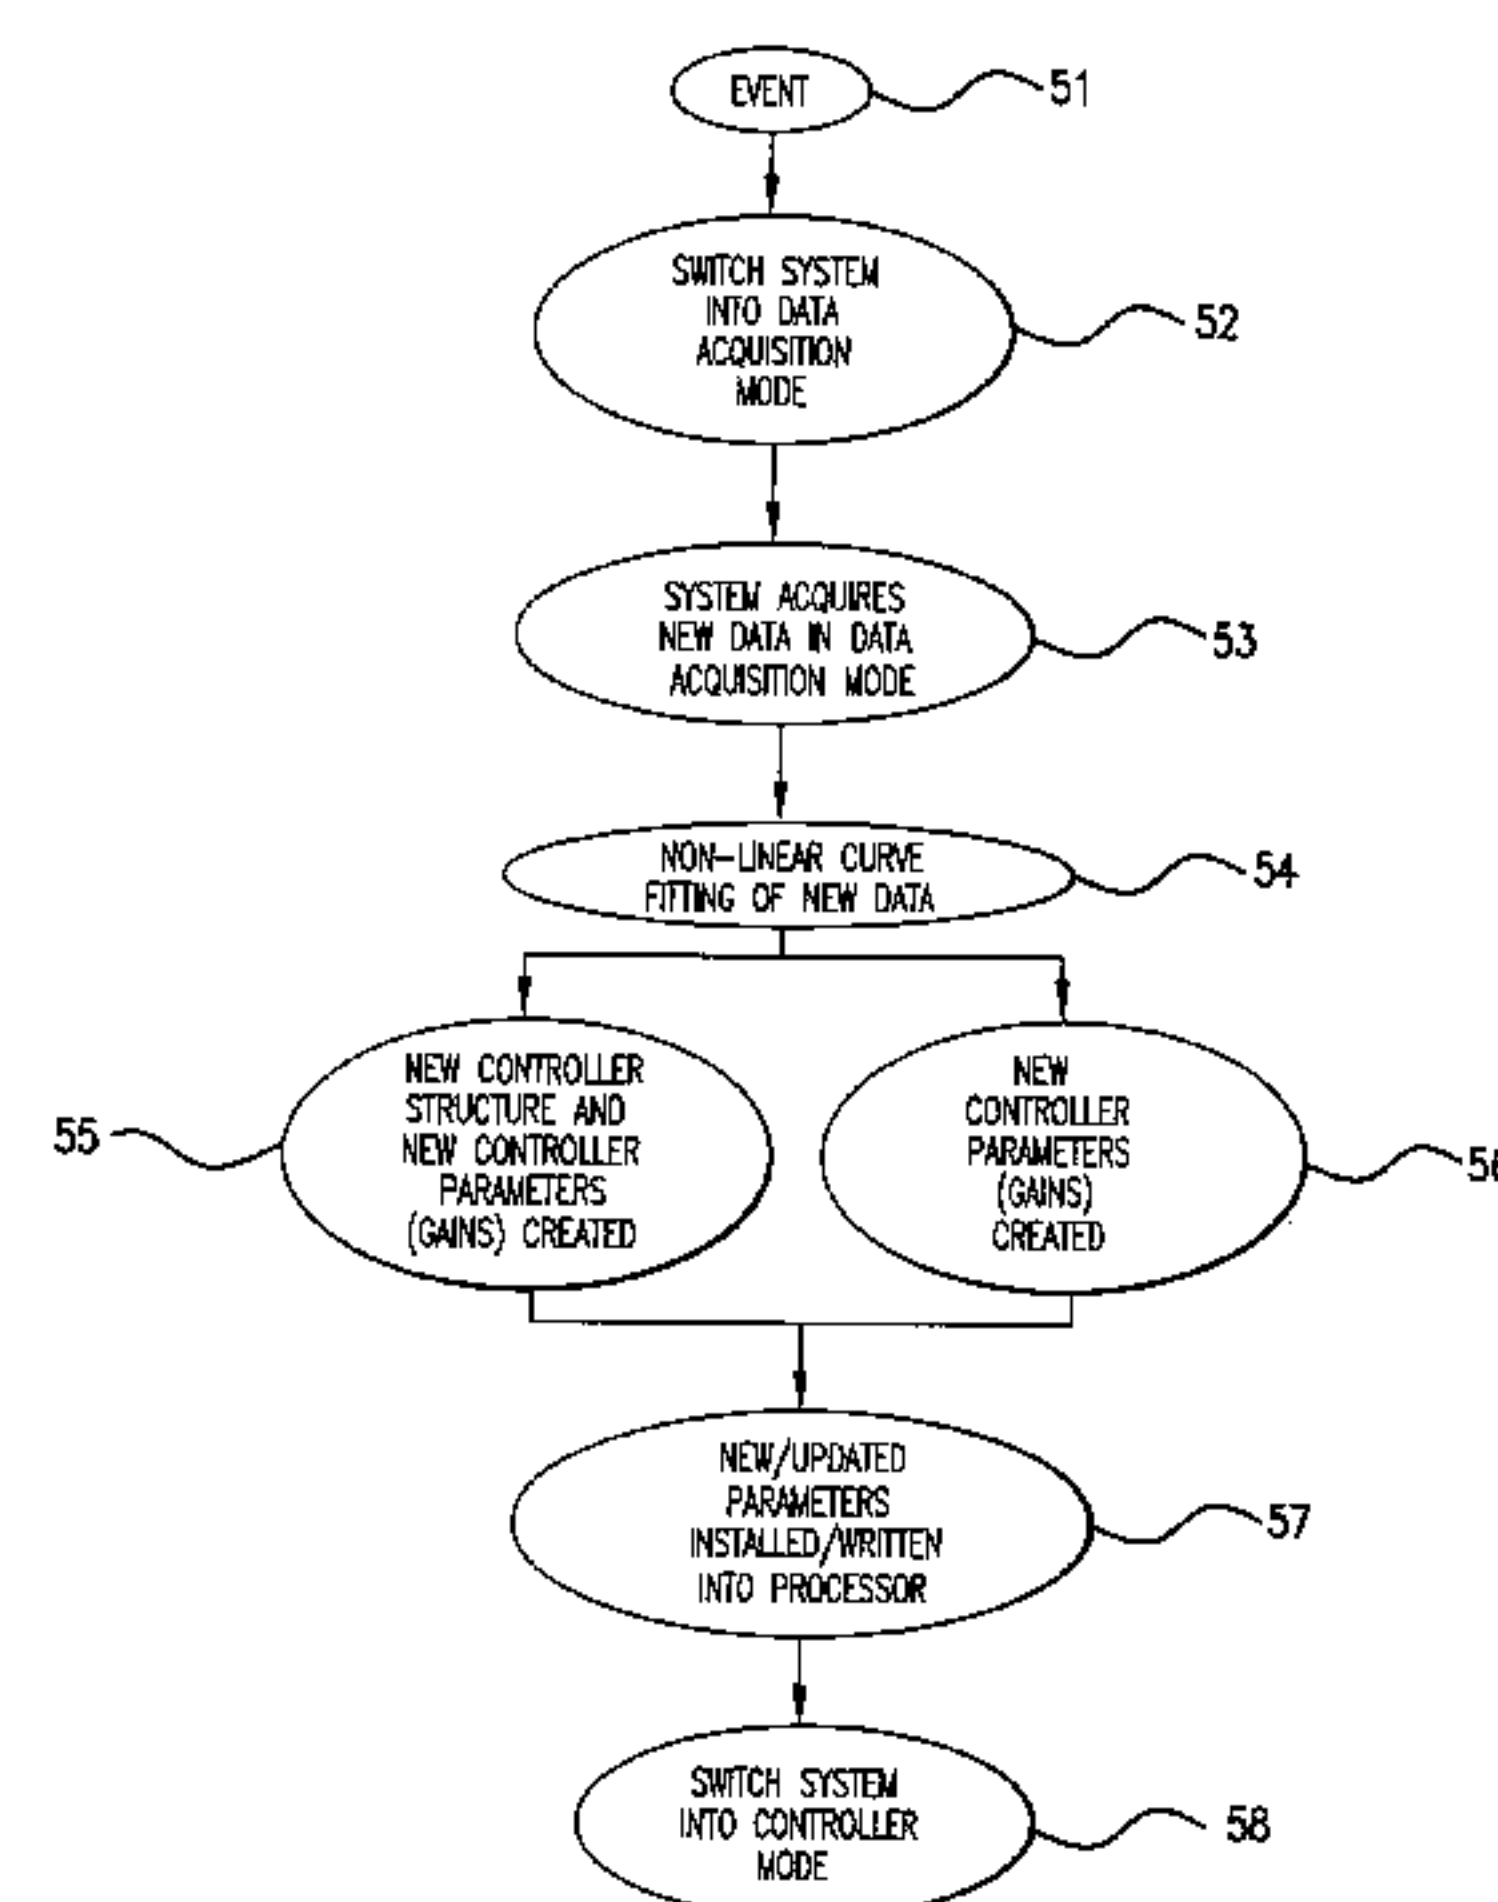 EVENT
51
SWITCH SYSTEM
INTO DATA
ACQUISITION
MODE
52
SYSTEM ACQUIRES
NEW DATA IN DATA
ACQUISITION MODE
53
NON-LINEAR CURVE
FITTING OF NEW DATA
54
55
NEW CONTROLLER
STRUCTURE AND
NEW CONTROLLER
PARAMETERS
(GAINS) CREATED
NEW
CONTROLLER
PARAMETERS
(GAINS)
CREATED
NEW/UPDATED
PARAMETERS
INSTALLED/WRITTEN
INTO PROCESSOR
57
SWITCH SYSTEM
INTO CONTROLLER
MODE
58